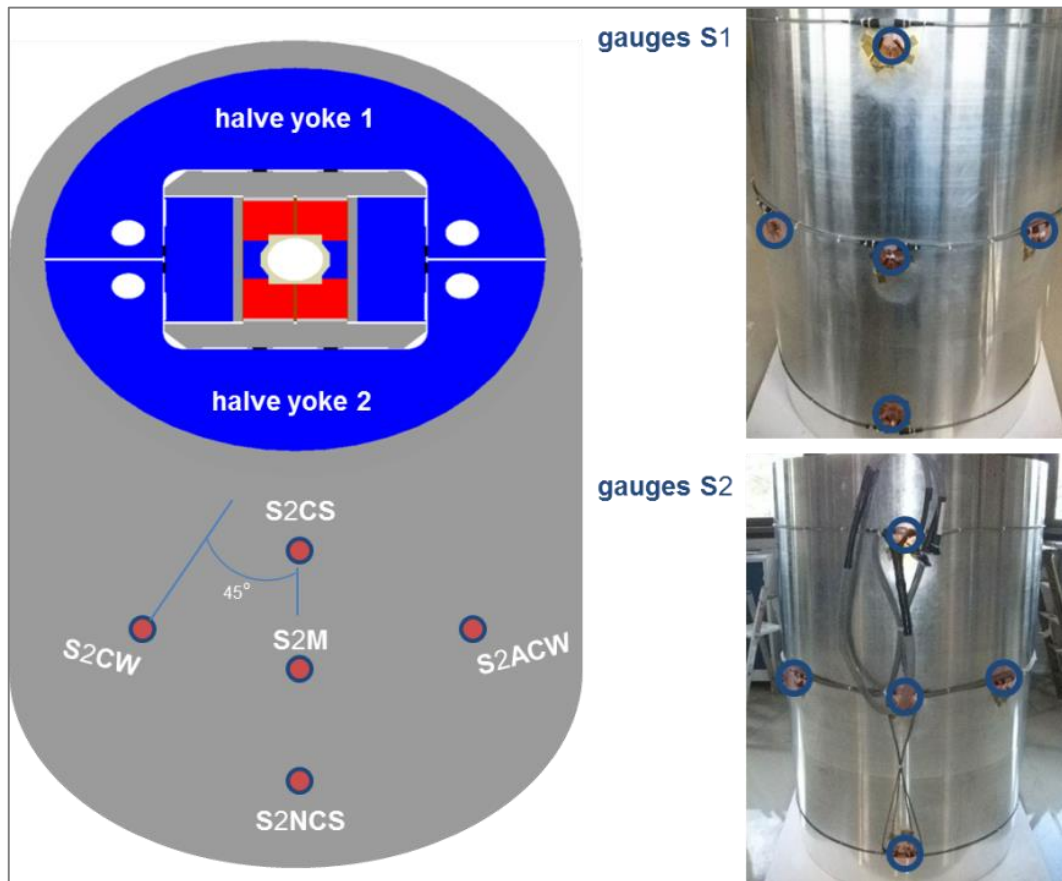 gauges S1
halve yoke 1
halve yoke 2
gauges S2
S2CS
45°
S2CW
S2M
S2ACW
S2NCS